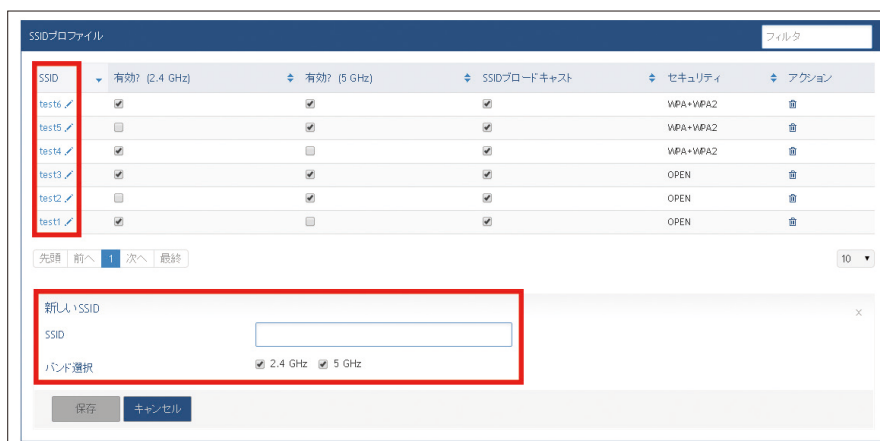 SSIDプロファイル フィルタ
SSID 有効? (2.4 GHz) 有効? (5 GHz) SSIDブロードキャスト セキュリティ アクション
test6 WPA+WPA2
test5 WPA+WPA2
test4 WPA+WPA2
test3 OPEN
test2 OPEN
test1 OPEN
先頭 前へ 1 次へ 最終 10
新しいSSID x
SSID
バンド選択 2.4 GHz 5 GHz
保存 キャンセル